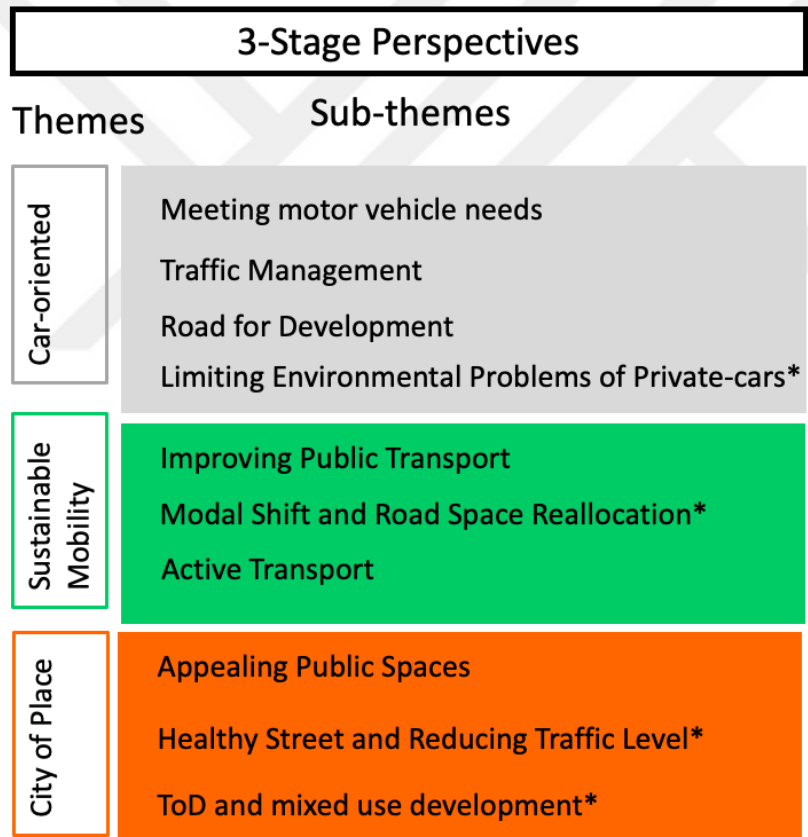 3-Stage Perspectives
Themes
Sub-themes
Car-oriented
Meeting motor vehicle needs
Traffic Management
Road for Development
Limiting Environmental Problems of Private-cars*
Sustainable
Mobility
Improving Public Transport
Modal Shift and Road Space Reallocation*
Active Transport
City of Place
Appealing Public Spaces
Healthy Street and Reducing Traffic Level*
ToD and mixed use development*